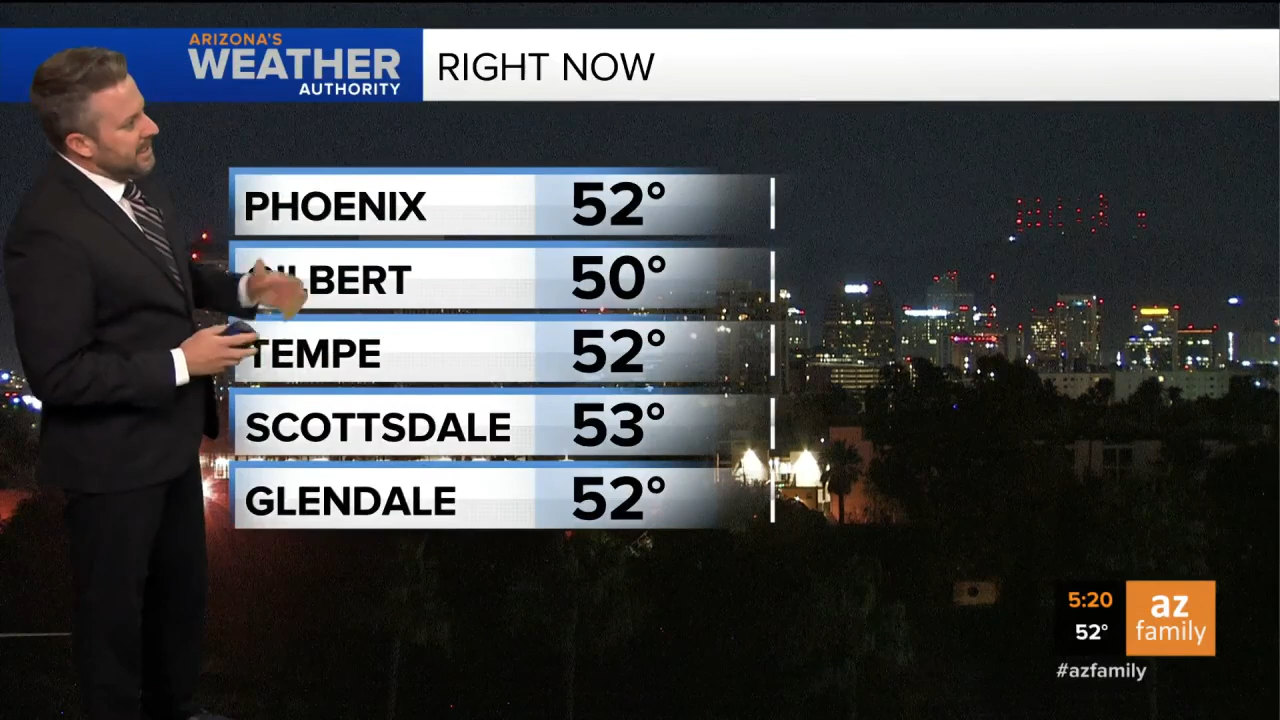 ARIZONA'S
WEATHER
AUTHORITY
RIGHT NOW
PHOENIX 52°
LBERT 50°
TEMPE 52°
SCOTTSDALE 53°
GLENDALE 52°
5:20
52°
az
family
#azfamily